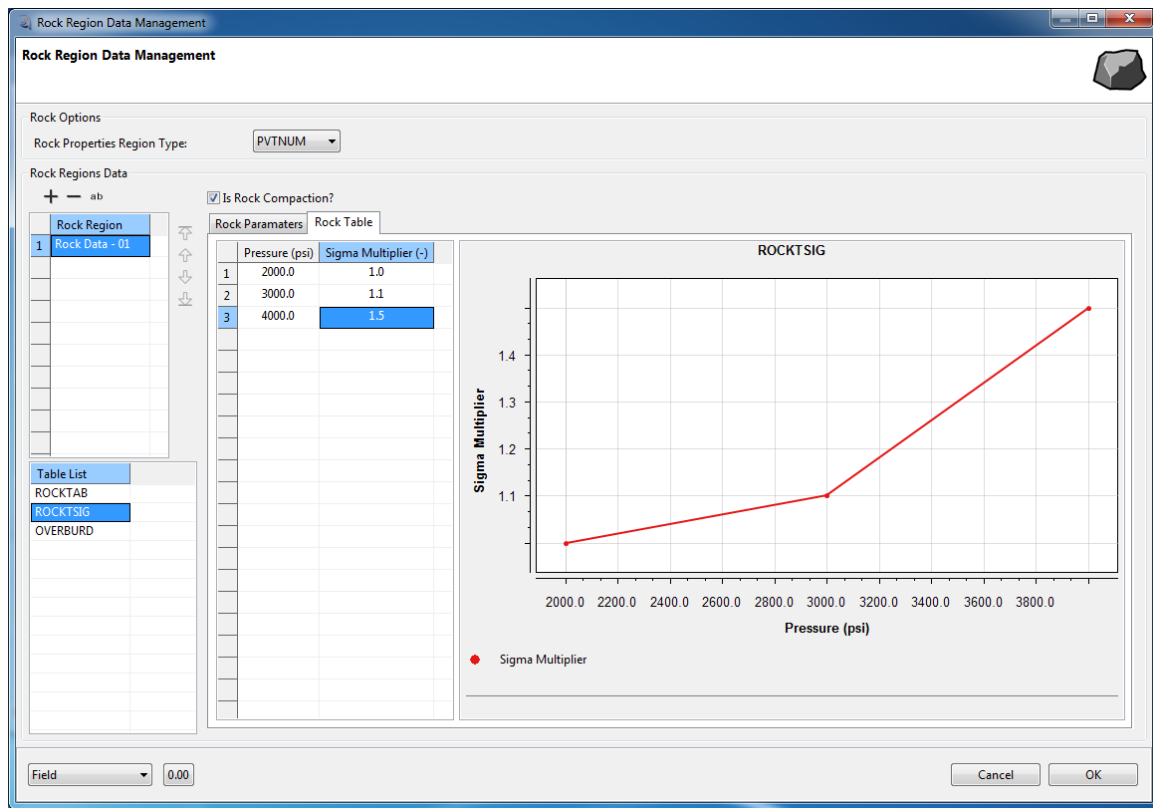 Rock Region Data Management
Rock Region Data Management
Rock Options
Rock Properties Region Type:
PVTNUM
Rock Regions Data
ab
Is Rock Compaction?
Rock Region
1 Rock Data - 01
Rock Paramaters Rock Table
Pressure (psi) Sigma Multiplier (-)
1 2000.0 1.0
2 3000.0 1.1
3 4000.0 1.5
Table List
ROCKTAB
ROCKTSIG
OVERBURD
ROCKTSIG
1.4
1.3
1.2
1.1
Sigma Multiplier
2000.0 2200.0 2400.0 2600.0 2800.0 3000.0 3200.0 3400.0 3600.0 3800.0
Pressure (psi)
Sigma Multiplier
Field 0.00 Cancel OK